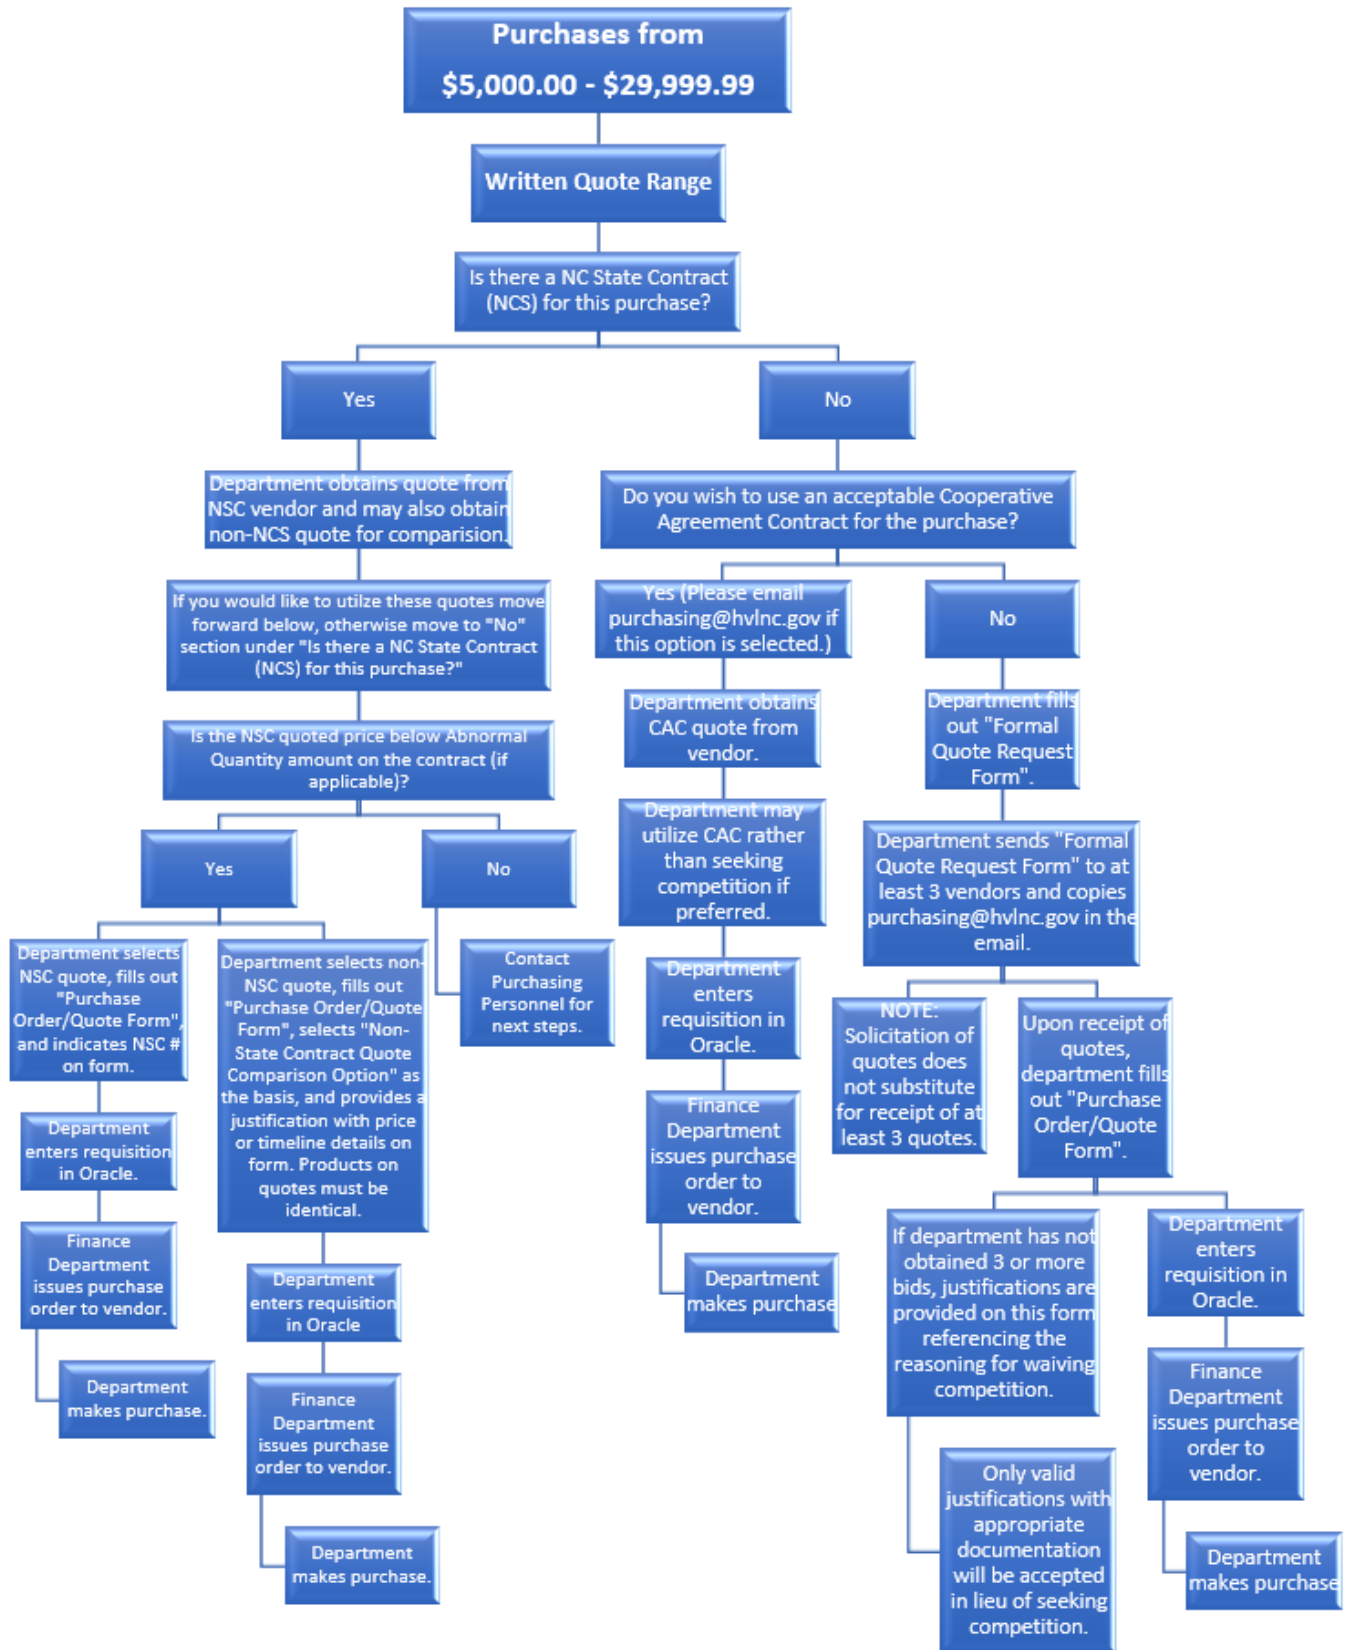 Purchases from
$5,000.00 - $29,999.99
Written Quote Range
Is there a NC State Contract
(NCS) for this purchase?
Yes
No
Department obtains quote from
NSC vendor and may also obtain
non-NCS quote for comparision.
If you would like to utilze these quotes move
forward below, otherwise move to "No"
section under "Is there a NC State Contract
(NCS) for this purchase?"
Is the NSC quoted price below Abnormal
Quantity amount on the contract (if
applicable)?
Yes
No
Department selects
NSC quote, fills out
"Purchase
Order/Quote Form",
and indicates NSC #
on form.
Department
enters requisition
in Oracle.
Finance
Department
issues purchase
order to vendor.
Department
makes purchase.
Department selects non-
NSC quote, fills out
"Purchase Order/Quote
Form", selects "Non-
State Contract Quote
Comparison Option" as
the basis, and provides a
justification with price
or timeline details on
form. Products on
quotes must be
identical.
Department
enters requisition
in Oracle
Finance
Department
issues purchase
order to vendor.
Department
makes purchase.
Contact
Purchasing
Personnel for
next steps.
Do you wish to use an acceptable Cooperative
Agreement Contract for the purchase?
Yes (Please email
purchasing@hvlnc.gov if
this option is selected.)
Department obtains
CAC quote from
vendor.
Department may
utilize CAC rather
than seeking
competition if
preferred.
Department
enters
requisition in
Oracle.
Finance
Department
issues purchase
order to
vendor.
Department
makes purchase
No
Department fills
out "Formal
Quote Request
Form".
Department sends "Formal
Quote Request Form" to at
least 3 vendors and copies
purchasing@hvlnc.gov in the
email.
NOTE:
Solicitation of
quotes does
not substitute
for receipt of at
least 3 quotes.
Upon receipt of
quotes,
department fills
out "Purchase
Order/Quote
Form".
If department has not
obtained 3 or more
bids, justifications are
provided on this form
referencing the
reasoning for waiving
competition.
Only valid
justifications with
appropriate
documentation
will be accepted
in lieu of seeking
competition.
Department
enters
requisition in
Oracle.
Finance
Department
issues purchase
order to
vendor.
Department
makes purchase